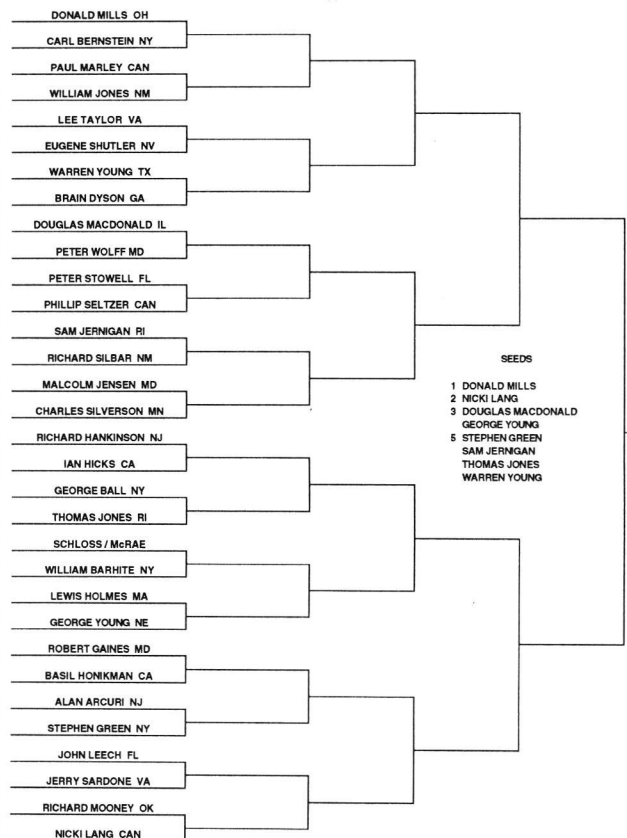 DONALD MILLS OH
CARL BERNSTEIN NY
PAUL MARLEY CAN
WILLIAM JONES NM
LEE TAYLOR VA
EUGENE SHUTLER NV
WARREN YOUNG TX
BRAIN DYSON GA
DOUGLAS MACDONALD IL
PETER WOLFF MD
PETER STOWELL FL
PHILLIP SELTZER CAN
SAM JERNIGAN RI
RICHARD SILBAR NM
MALCOLM JENSEN MD
CHARLES SILVERSON MN
RICHARD HANKINSON NJ
IAN HICKS CA
GEORGE BALL NY
THOMAS JONES RI
SCHLOSS / McRAE
WILLIAM BARHITE NY
LEWIS HOLMES MA
GEORGE YOUNG NE
ROBERT GAINES MD
BASIL HONIKMAN CA
ALAN ARCURI NJ
STEPHEN GREEN NY
JOHN LEECH FL
JERRY SARDONE VA
RICHARD MOONEY OK
NICKI LANG CAN
SEEDS
1 DONALD MILLS
2 NICKI LANG
3 DOUGLAS MACDONALD
GEORGE YOUNG
5 STEPHEN GREEN
SAM JERNIGAN
THOMAS JONES
WARREN YOUNG